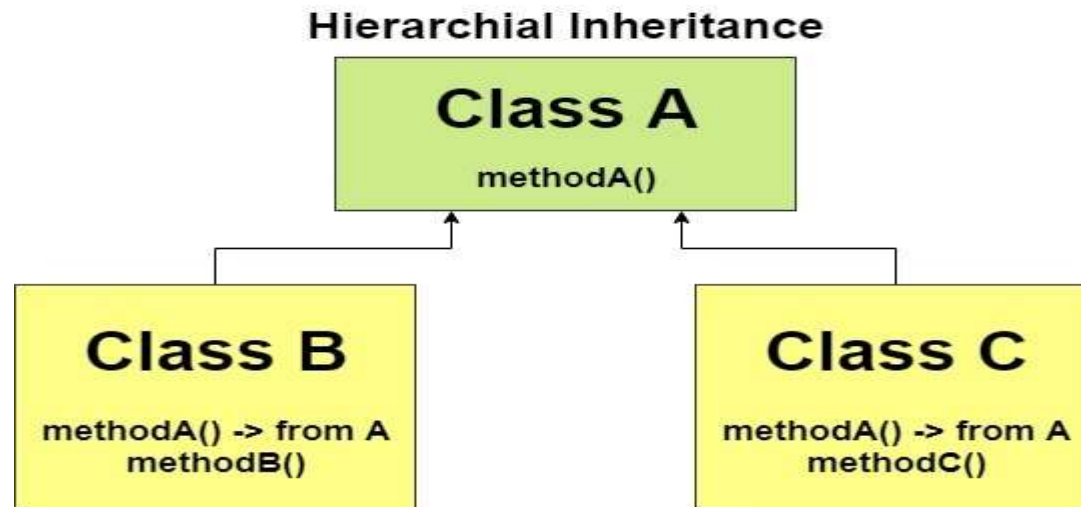 Hierarchial Inheritance
Class A
methodA()
Class B
methodA() -> from A
methodB()
Class C
methodA() -> from A
methodC()